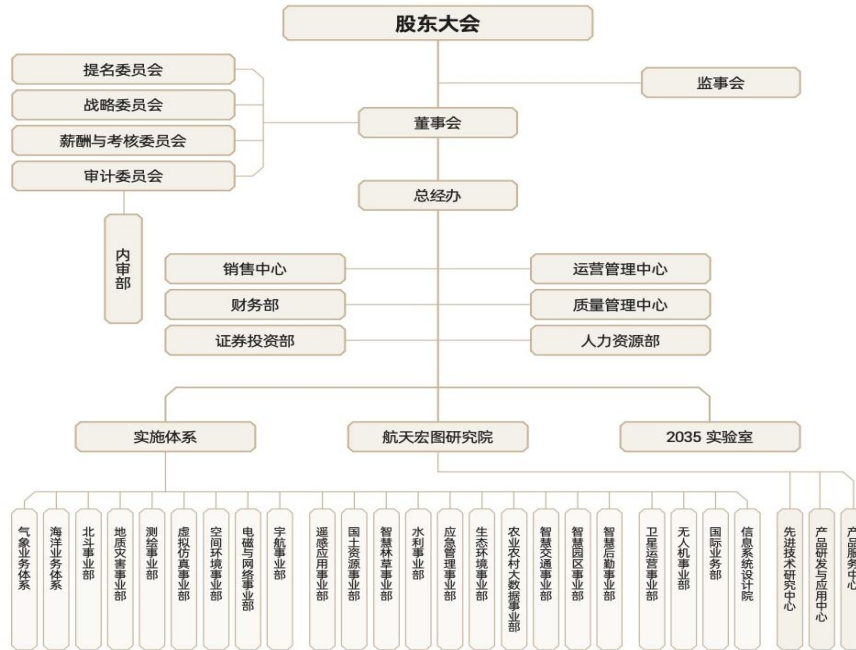 股东大会
提名委员会
监事会
战略委员会
董事会
薪酬与考核委员会
审计委员会
总经办
内审部
销售中心
运营管理中心
财务部
质量管理中心
证券投资部
人力资源部
实施体系
航天宏图研究院
2035 实验室
气象业务体系
海洋业务体系
北斗事业部
地质灾害事业部
测绘事业部
虚拟仿真事业部
空间环境事业部
电磁与网络事业部
宇航事业部
遥感应用事业部
国土资源事业部
智慧林草事业部
水利事业部
应急管理事业部
生态环境事业部
农业农村大数据事业部
智慧交通事业部
智慧园区事业部
智慧后勤事业部
卫星运营事业部
无人机事业部
国际业务部
信息系统设计院
先进技术研究中心
产品研发与应用中心
产品服务中心